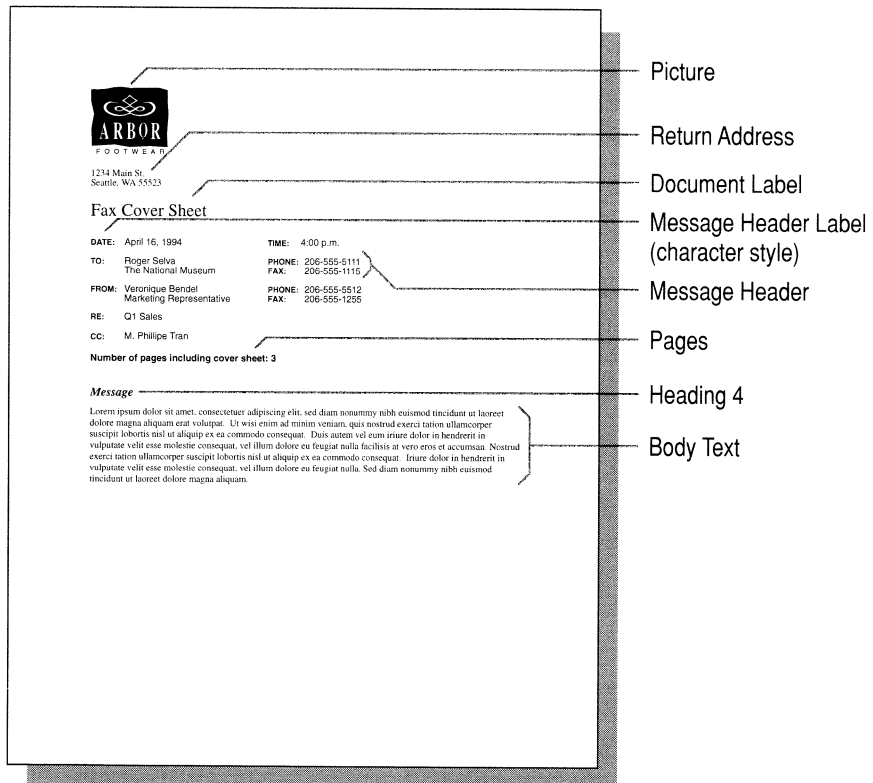 Picture
ARBOR
FOOTWEAR
Return Address
1234 Main St.
Seattle, WA 55523
Document Label
Fax Cover Sheet
Message Header Label
(character style)
DATE: April 16, 1994 TIME: 4:00 p.m.
TO: Roger Selva PHONE: 206-555-5111
The National Museum FAX: 206-555-1115
Message Header
FROM: Veronique Bendel PHONE: 206-555-5512
Marketing Representative FAX: 206-555-1255
RE: Q1 Sales
CC: M. Phillipe Tran
Pages
Number of pages including cover sheet: 3
Message
Heading 4
Lorem ipsum dolor sit amet, consectetuer adipiscing elit, sed diam nonummy nibh euismod tincidunt ut laoreet
dolore magna aliquam erat volutpat. Ut wisi enim ad minim veniam, quis nostrud exerci tation ullamcorper
suscipit lobortis nisl ut aliquip ex ea commodo consequat. Duis autem vel eum iriure dolor in hendrerit in
vulputate velit esse molestie consequat, vel illum dolore eu feugiat nulla facilisis at vero eros et accumsan. Nostrud
exerci tation ullamcorper suscipit lobortis nisl ut aliquip ex ea commodo consequat. Iriure dolor in hendrerit in
vulputate velit esse molestie consequat, vel illum dolore eu feugiat nulla. Sed diam nonummy nibh euismod
tincidunt ut laoreet dolore magna aliquam.
Body Text